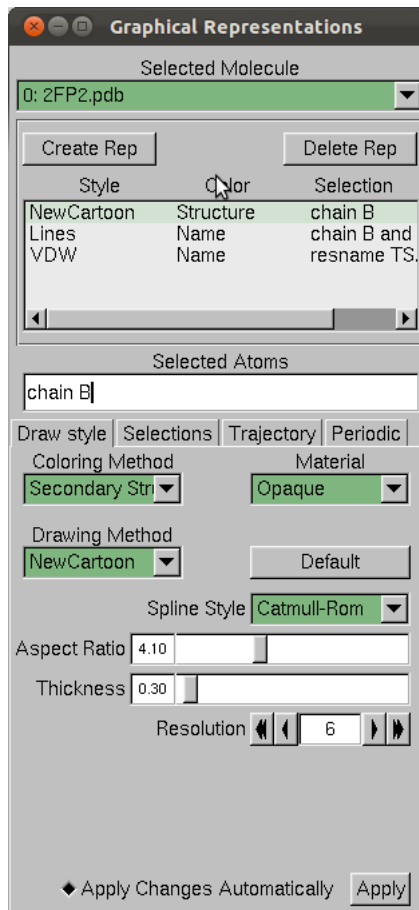 Graphical Representations
Selected Molecule
0: 2FP2.pdb
Create Rep Delete Rep
Style Color Selection
NewCartoon Structure chain B
Lines Name chain B and
VDW Name resname TS.
Selected Atoms
chain B
Draw style Selections Trajectory Periodic
Coloring Method Material
Secondary Stru Opaque
Drawing Method
NewCartoon Default
Spline Style Catmull-Rom
Aspect Ratio 4.10
Thickness 0.30
Resolution 6
Apply Changes Automatically Apply